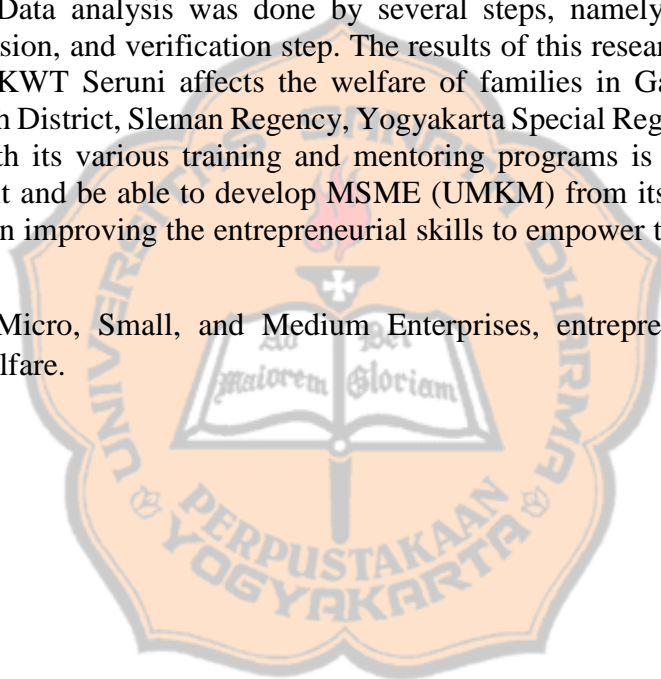 Data analysis was done by several steps, namely
sion, and verification step. The results of this resear
KWT Seruni affects the welfare of families in Ga
h District, Sleman Regency, Yogyakarta Special Reg
th its various training and mentoring programs is
t and be able to develop MSME (UMKM) from its
n improving the entrepreneurial skills to empower t
Micro, Small, and Medium Enterprises, entrepre
lfare.
UNIVERSITAS SANATA DHARMA
Ad Dei
Maiorem Gloriam
PERPUSTAKAAN
YOGYAKARTA